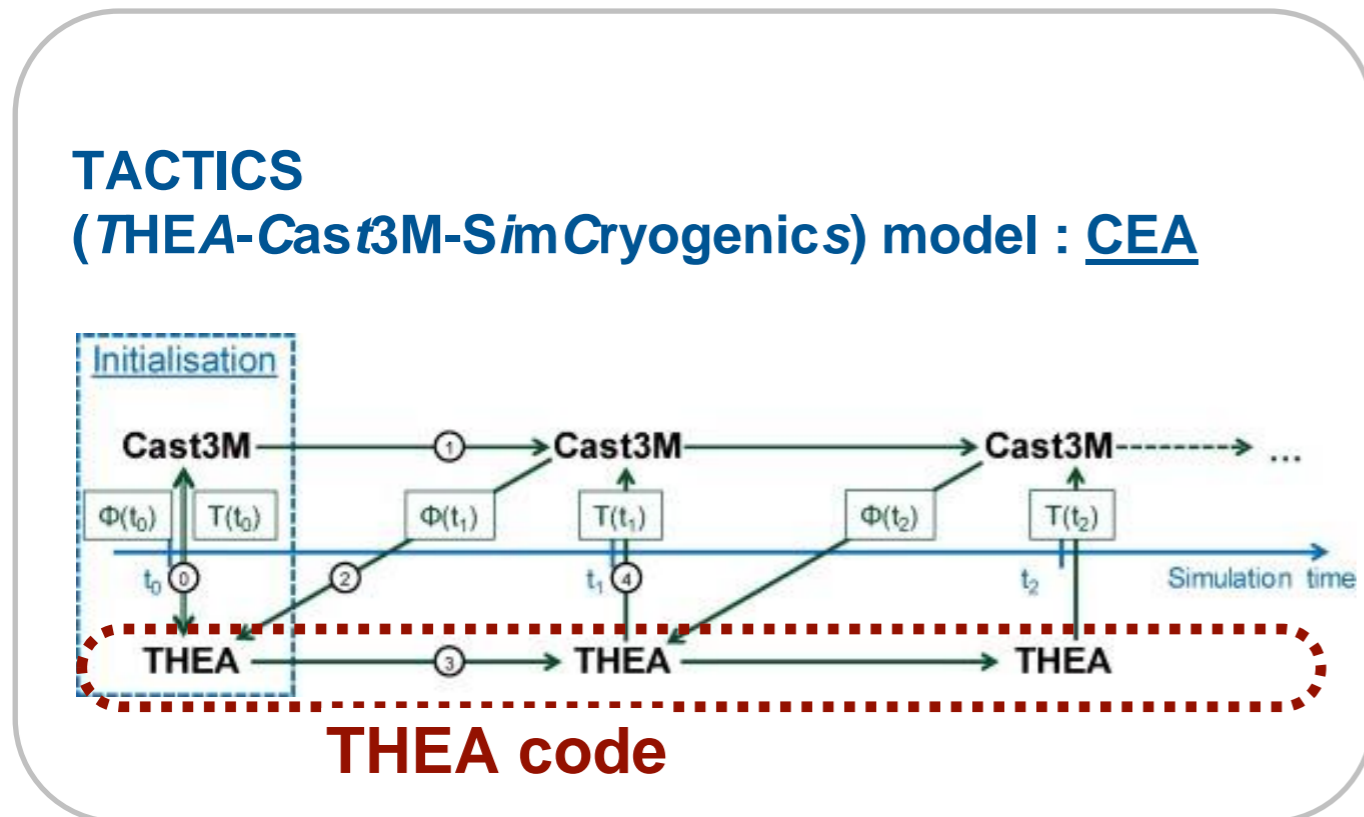 TACTICS
(THEA-Cast3M-SimCryogenics) model : CEA
Initialisation
Cast3M 1 Cast3M Cast3M ...
Φ(t₀) T(t₀) Φ(t₁) T(t₁) Φ(t₂) T(t₂)
t₀ 0 2 t₁ 4 t₂ Simulation time
THEA 3 THEA THEA
THEA code